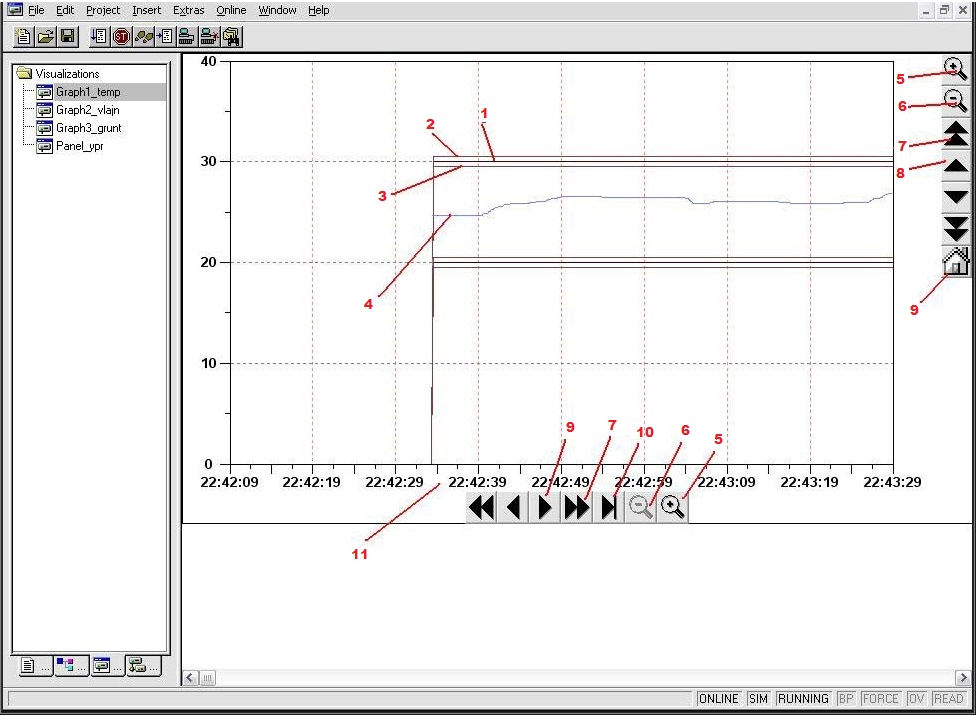 File Edit Project Insert Extras Online Window Help
Visualizations
Graph1_temp
Graph2_vlajn
Graph3_grunt
Panel_ypr
40
30
20
10
0
22:42:09 22:42:19 22:42:29 22:42:39 22:42:49 22:42:59 22:43:09 22:43:19 22:43:29
1
2
3
4
5
6
7
8
9
9 7 10 6 5
11
... ... ... ...
ONLINE SIM RUNNING BP FORCE OV READ